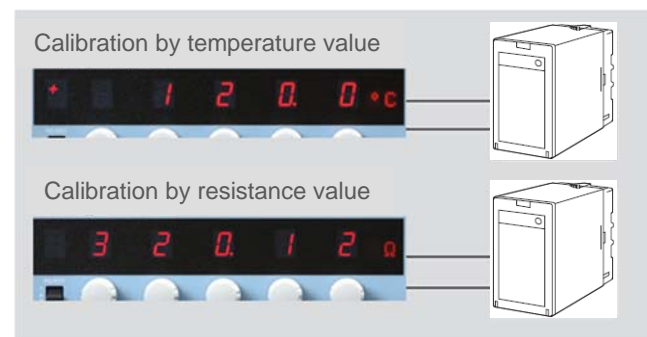 Calibration by temperature value
+ 120.0 °C
Calibration by resistance value
320.12 Ω